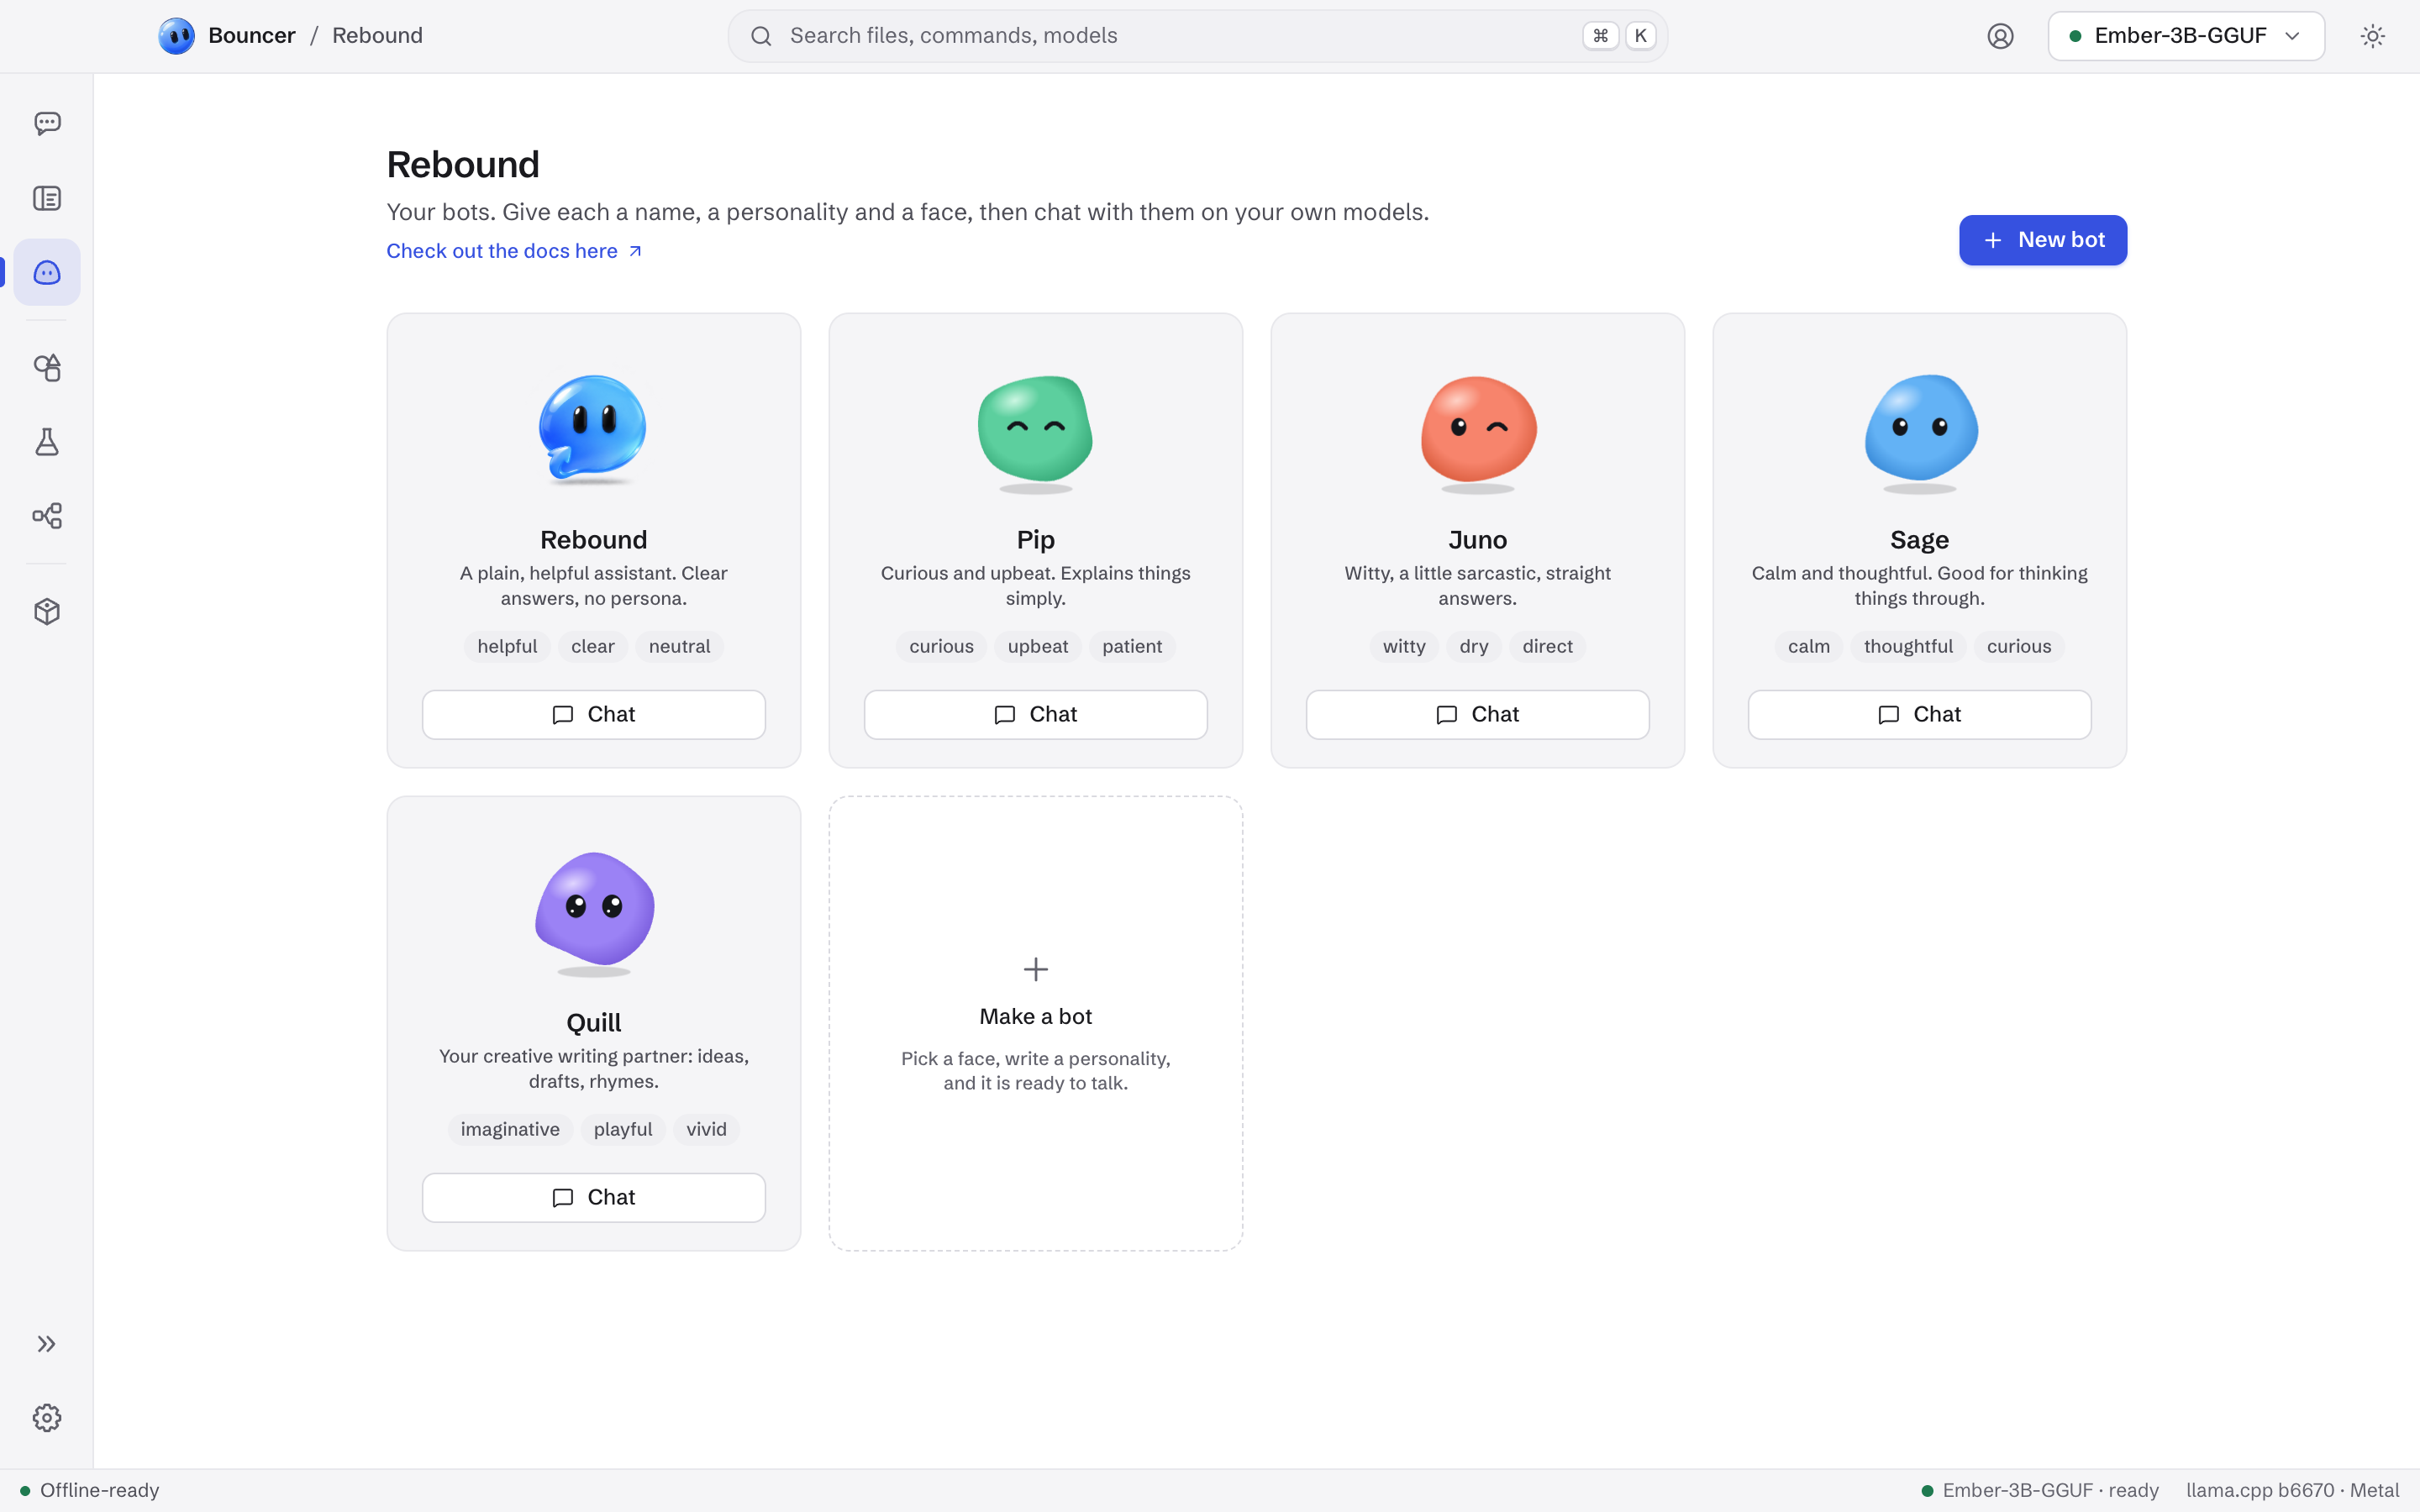 Bouncer / Rebound
Search files, commands, models
⌘ K
Ember-3B-GGUF
Rebound
Your bots. Give each a name, a personality and a face, then chat with them on your own models.
Check out the docs here
New bot
Rebound
A plain, helpful assistant. Clear
answers, no persona.
helpful clear neutral
Chat
Pip
Curious and upbeat. Explains things
simply.
curious upbeat patient
Chat
Juno
Witty, a little sarcastic, straight
answers.
witty dry direct
Chat
Sage
Calm and thoughtful. Good for thinking
things through.
calm thoughtful curious
Chat
Quill
Your creative writing partner: ideas,
drafts, rhymes.
imaginative playful vivid
Chat
Make a bot
Pick a face, write a personality,
and it is ready to talk.
Offline-ready
Ember-3B-GGUF · ready
llama.cpp b6670 · Metal